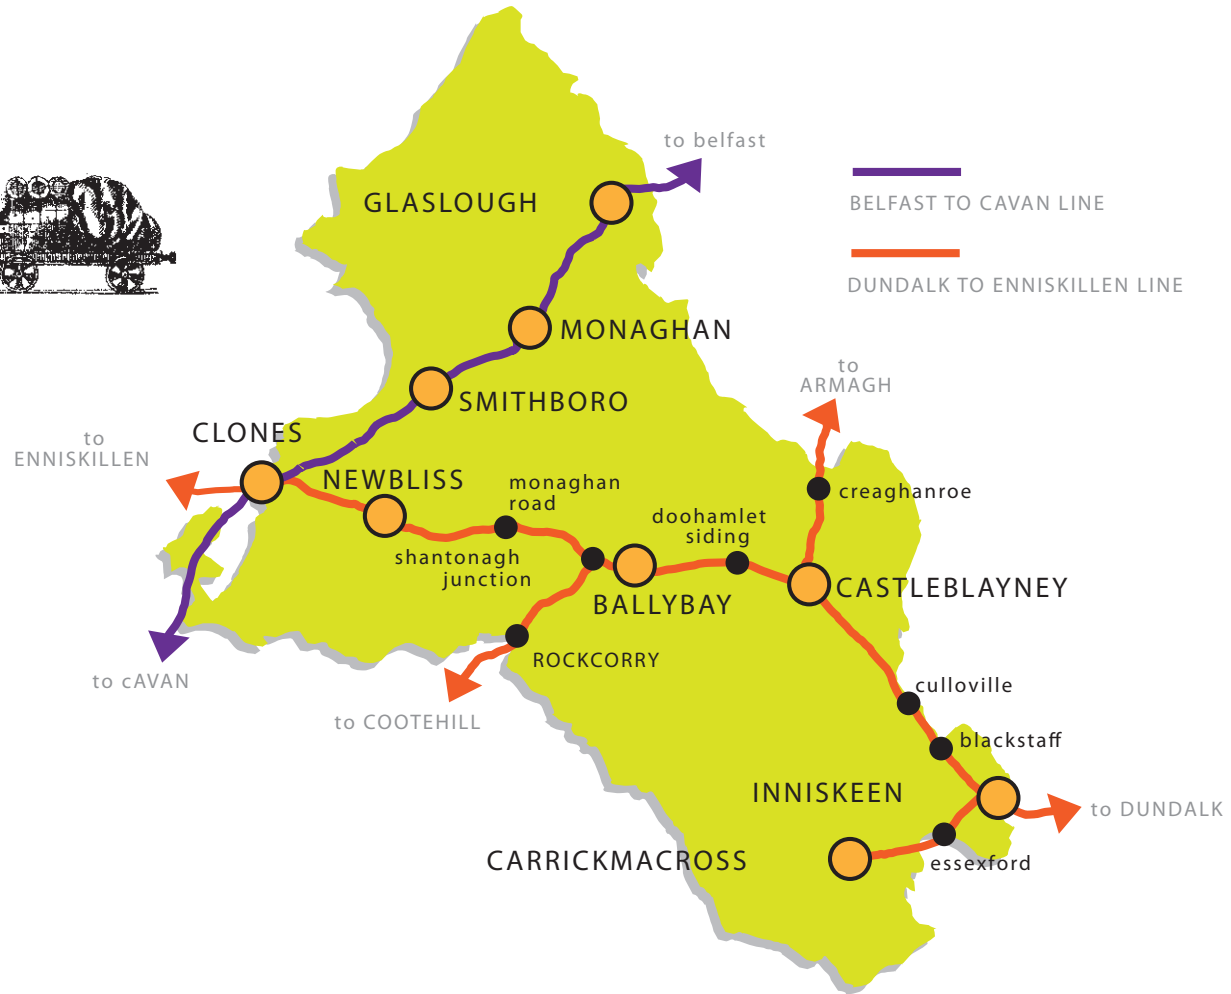 to belfast
GLASLOUGH
BELFAST TO CAVAN LINE
DUNDALK TO ENNISKILLEN LINE
MONAGHAN
to
ARMAGH
SMITHBORO
CLONES
to
ENNISKILLEN
NEWBLISS
monaghan
road
creaghanroe
doohamlet
siding
shantonagh
junction
CASTLEBLAYNEY
BALLYBAY
ROCKCORRY
to cAVAN
culloville
to COOTEHILL
blackstaff
INNISKEEN
to DUNDALK
CARRICKMACROSS
essexford